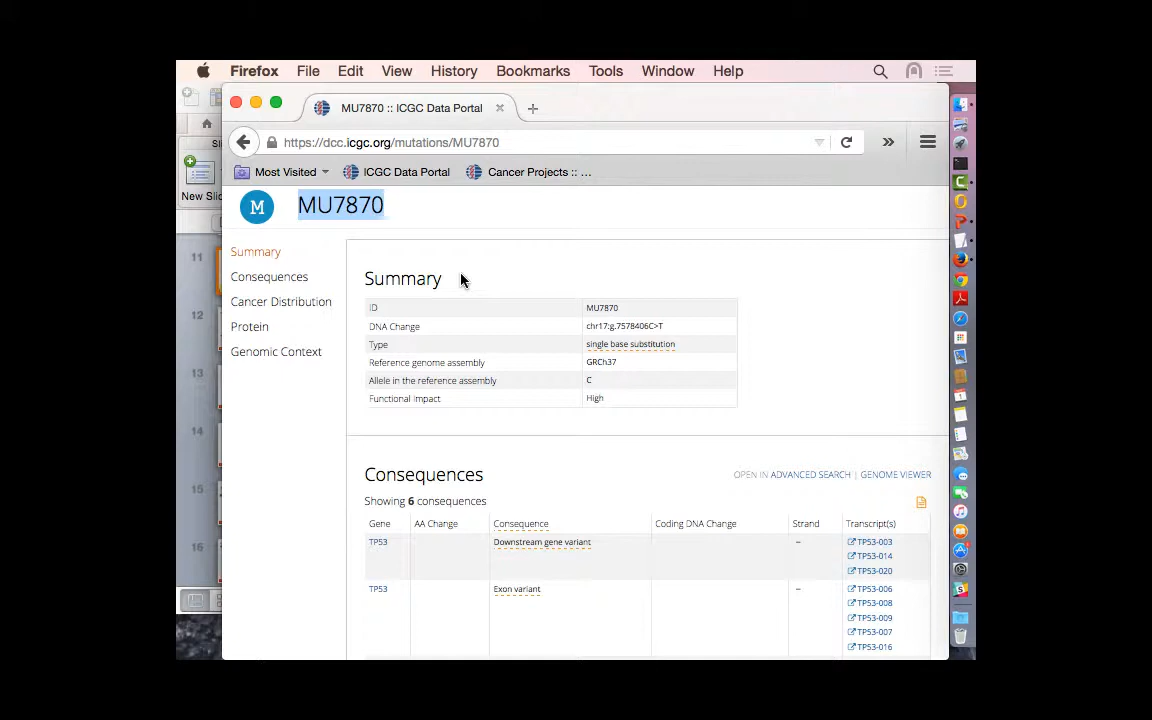 Firefox File Edit View History Bookmarks Tools Window Help
MU7870 :: ICGC Data Portal
https://dcc.icgc.org/mutations/MU7870
Most Visited ICGC Data Portal Cancer Projects :: ...
New Sli
M MU7870
Summary
Consequences
Cancer Distribution
Protein
Genomic Context
11
12
13
14
15
16
Summary
ID MU7870
DNA Change chr17:g.7578406C>T
Type single base substitution
Reference genome assembly GRCh37
Allele in the reference assembly C
Functional Impact High
Consequences
OPEN IN ADVANCED SEARCH | GENOME VIEWER
Showing 6 consequences
Gene AA Change Consequence Coding DNA Change Strand Transcript(s)
TP53 Downstream gene variant – TP53-003
TP53-014
TP53-020
TP53 Exon variant – TP53-006
TP53-008
TP53-009
TP53-007
TP53-016